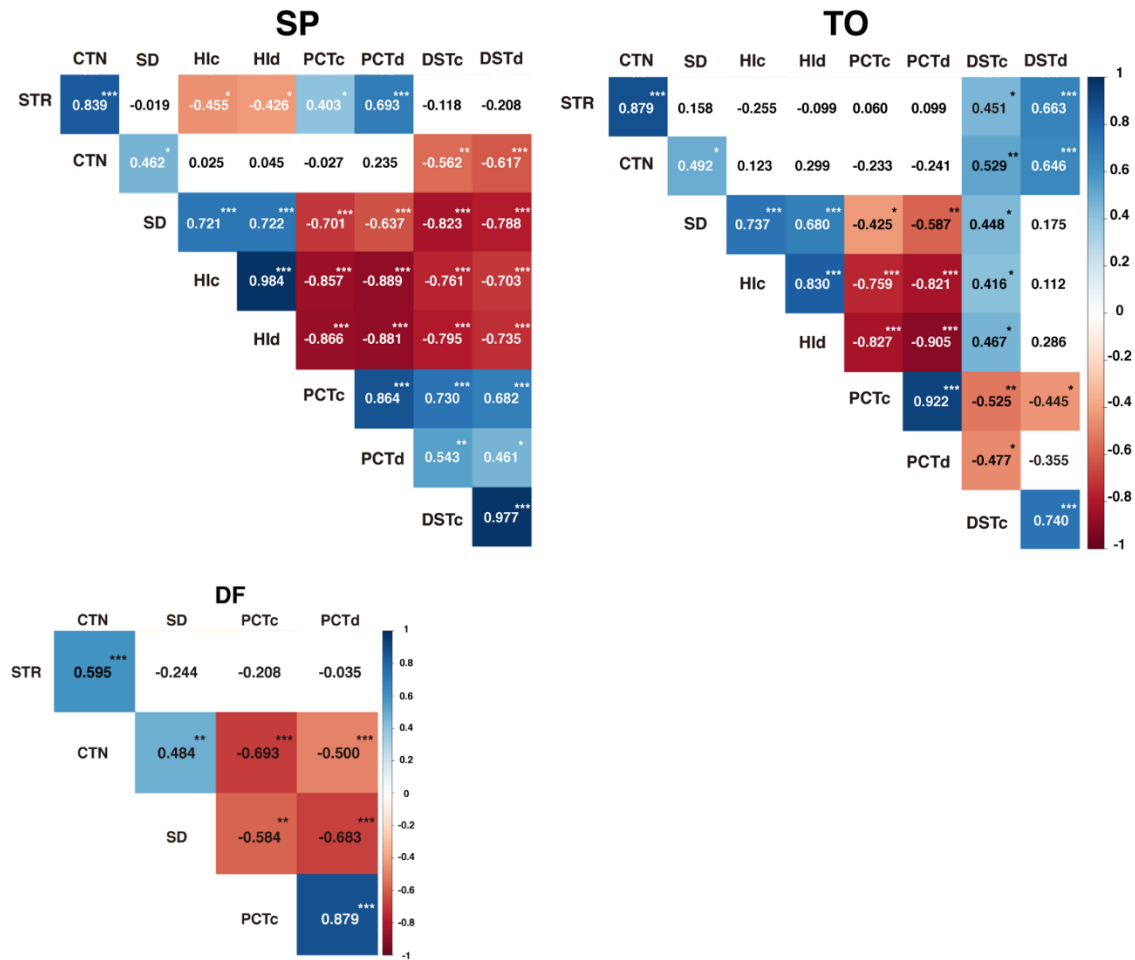 SP
CTN SD HIc HId PCTc PCTd DSTc DSTd
STR 0.839*** -0.019 -0.455* -0.426* 0.403* 0.693*** -0.118 -0.208
CTN 0.462* 0.025 0.045 -0.027 0.235 -0.562** -0.617***
SD 0.721*** 0.722*** -0.701*** -0.637*** -0.823*** -0.788***
HIc 0.984*** -0.857*** -0.889*** -0.761*** -0.703***
HId -0.866*** -0.881*** -0.795*** -0.735***
PCTc 0.864*** 0.730*** 0.682***
PCTd 0.543** 0.461*
DSTc 0.977***
TO
CTN SD HIc HId PCTc PCTd DSTc DSTd
STR 0.879*** 0.158 -0.255 -0.099 0.060 0.099 0.451* 0.663***
CTN 0.492* 0.123 0.299 -0.233 -0.241 0.529** 0.646***
SD 0.737*** 0.680*** -0.425* -0.587** 0.448* 0.175
HIc 0.830*** -0.759*** -0.821*** 0.416* 0.112
HId -0.827*** -0.905*** 0.467* 0.286
PCTc 0.922*** -0.525** -0.445*
PCTd -0.477* -0.355
DSTc 0.740***
1
0.8
0.6
0.4
0.2
0
-0.2
-0.4
-0.6
-0.8
-1
DF
CTN SD PCTc PCTd
STR 0.595*** -0.244 -0.208 -0.035
CTN 0.484** -0.693*** -0.500***
SD -0.584** -0.683***
PCTc 0.879***
1
0.8
0.6
0.4
0.2
0
-0.2
-0.4
-0.6
-0.8
-1